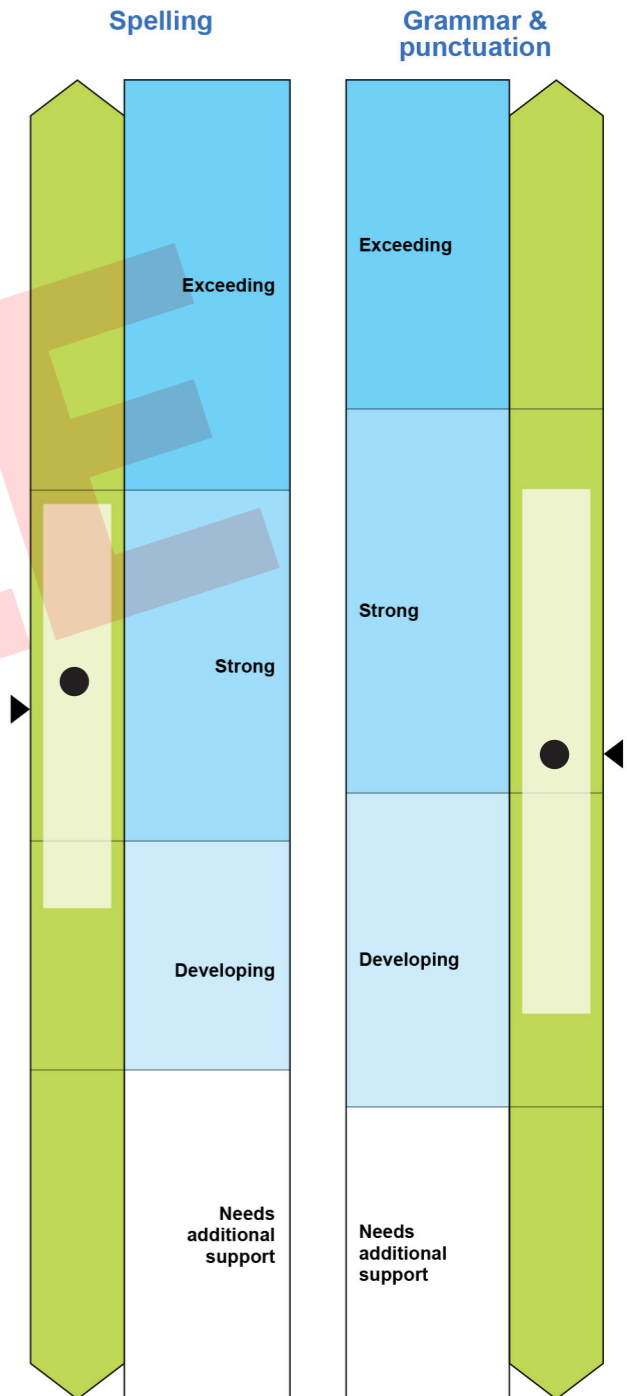 Spelling
Grammar &
punctuation
Exceeding
Exceeding
Strong
Strong
Developing
Developing
Needs
additional
support
Needs
additional
support